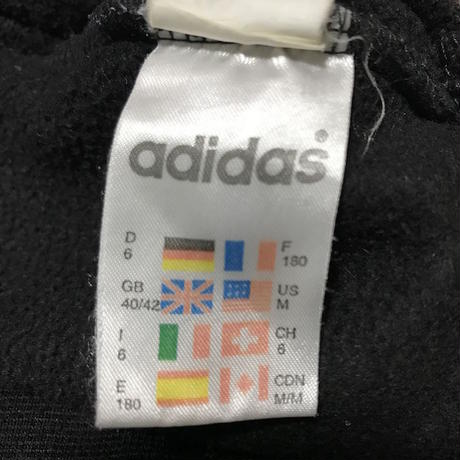 adidas
D F
6 180
GB US
40/42 M
I CH
6 6
E CDN
180 M/M